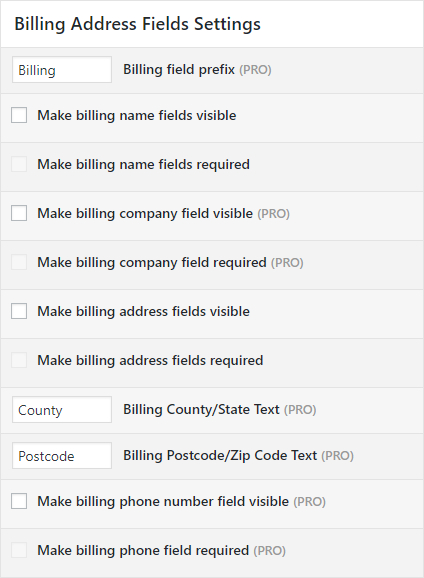 Billing Address Fields Settings
Billing Billing field prefix (PRO)
Make billing name fields visible
Make billing name fields required
Make billing company field visible (PRO)
Make billing company field required (PRO)
Make billing address fields visible
Make billing address fields required
County Billing County/State Text (PRO)
Postcode Billing Postcode/Zip Code Text (PRO)
Make billing phone number field visible (PRO)
Make billing phone field required (PRO)